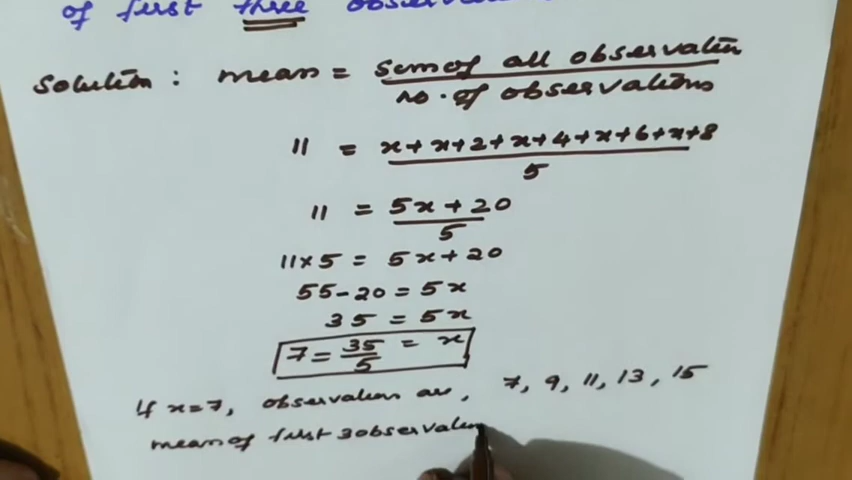 of first three observation
Solution : mean = Sum of all observation
no. of observations
11 = x+x+2+x+4+x+6+x+8
5
11 = 5x+20
5
11×5 = 5x+20
55-20 = 5x
35 = 5x
7 = 35/5 = x
If x=7, observation are, 7, 9, 11, 13, 15
mean of first 3 observation